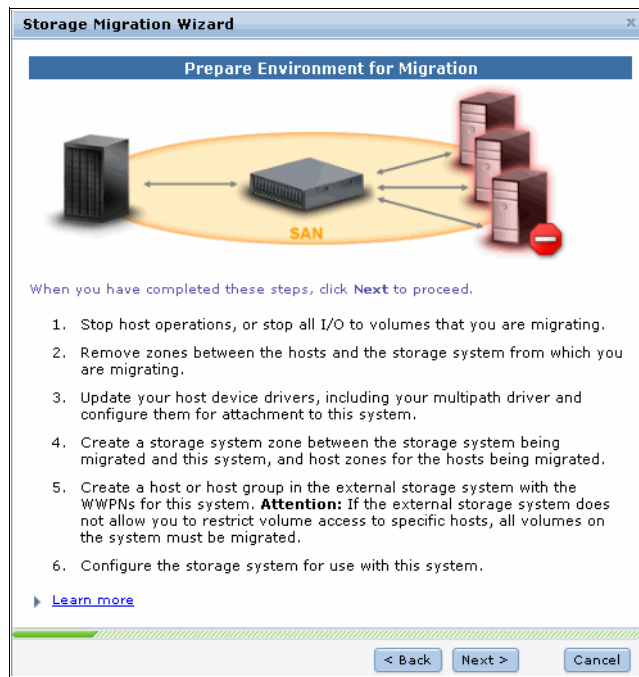 Storage Migration Wizard x
Prepare Environment for Migration
SAN
When you have completed these steps, click Next to proceed.
1. Stop host operations, or stop all I/O to volumes that you are migrating.
2. Remove zones between the hosts and the storage system from which you
are migrating.
3. Update your host device drivers, including your multipath driver and
configure them for attachment to this system.
4. Create a storage system zone between the storage system being
migrated and this system, and host zones for the hosts being migrated.
5. Create a host or host group in the external storage system with the
WWPNs for this system. Attention: If the external storage system does
not allow you to restrict volume access to specific hosts, all volumes on
the system must be migrated.
6. Configure the storage system for use with this system.
Learn more
< Back Next > Cancel